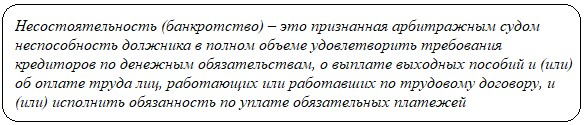 Несостоятельность (банкротство) – это признанная арбитражным судом
неспособность должника в полном объеме удовлетворить требования
кредиторов по денежным обязательствам, о выплате выходных пособий и (или)
об оплате труда лиц, работающих или работавших по трудовому договору, и
(или) исполнить обязанность по уплате обязательных платежей